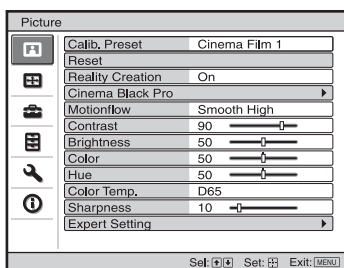 Picture
Calib. Preset Cinema Film 1
Reset
Reality Creation On
Cinema Black Pro
Motionflow Smooth High
Contrast 90
Brightness 50
Color 50
Hue 50
Color Temp. D65
Sharpness 10
Expert Setting
Sel: Set: Exit: MENU